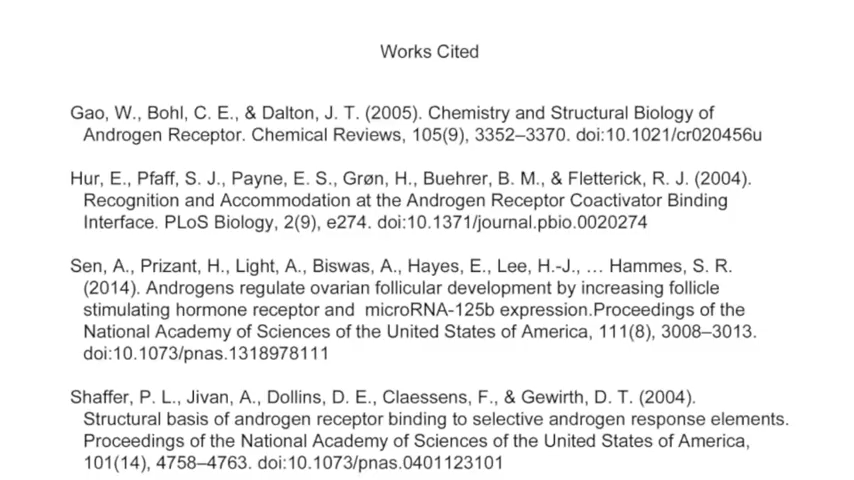 Works Cited
Gao, W., Bohl, C. E., & Dalton, J. T. (2005). Chemistry and Structural Biology of
Androgen Receptor. Chemical Reviews, 105(9), 3352–3370. doi:10.1021/cr020456u
Hur, E., Pfaff, S. J., Payne, E. S., Grøn, H., Buehrer, B. M., & Fletterick, R. J. (2004).
Recognition and Accommodation at the Androgen Receptor Coactivator Binding
Interface. PLoS Biology, 2(9), e274. doi:10.1371/journal.pbio.0020274
Sen, A., Prizant, H., Light, A., Biswas, A., Hayes, E., Lee, H.-J., … Hammes, S. R.
(2014). Androgens regulate ovarian follicular development by increasing follicle
stimulating hormone receptor and  microRNA-125b expression.Proceedings of the
National Academy of Sciences of the United States of America, 111(8), 3008–3013.
doi:10.1073/pnas.1318978111
Shaffer, P. L., Jivan, A., Dollins, D. E., Claessens, F., & Gewirth, D. T. (2004).
Structural basis of androgen receptor binding to selective androgen response elements.
Proceedings of the National Academy of Sciences of the United States of America,
101(14), 4758–4763. doi:10.1073/pnas.0401123101